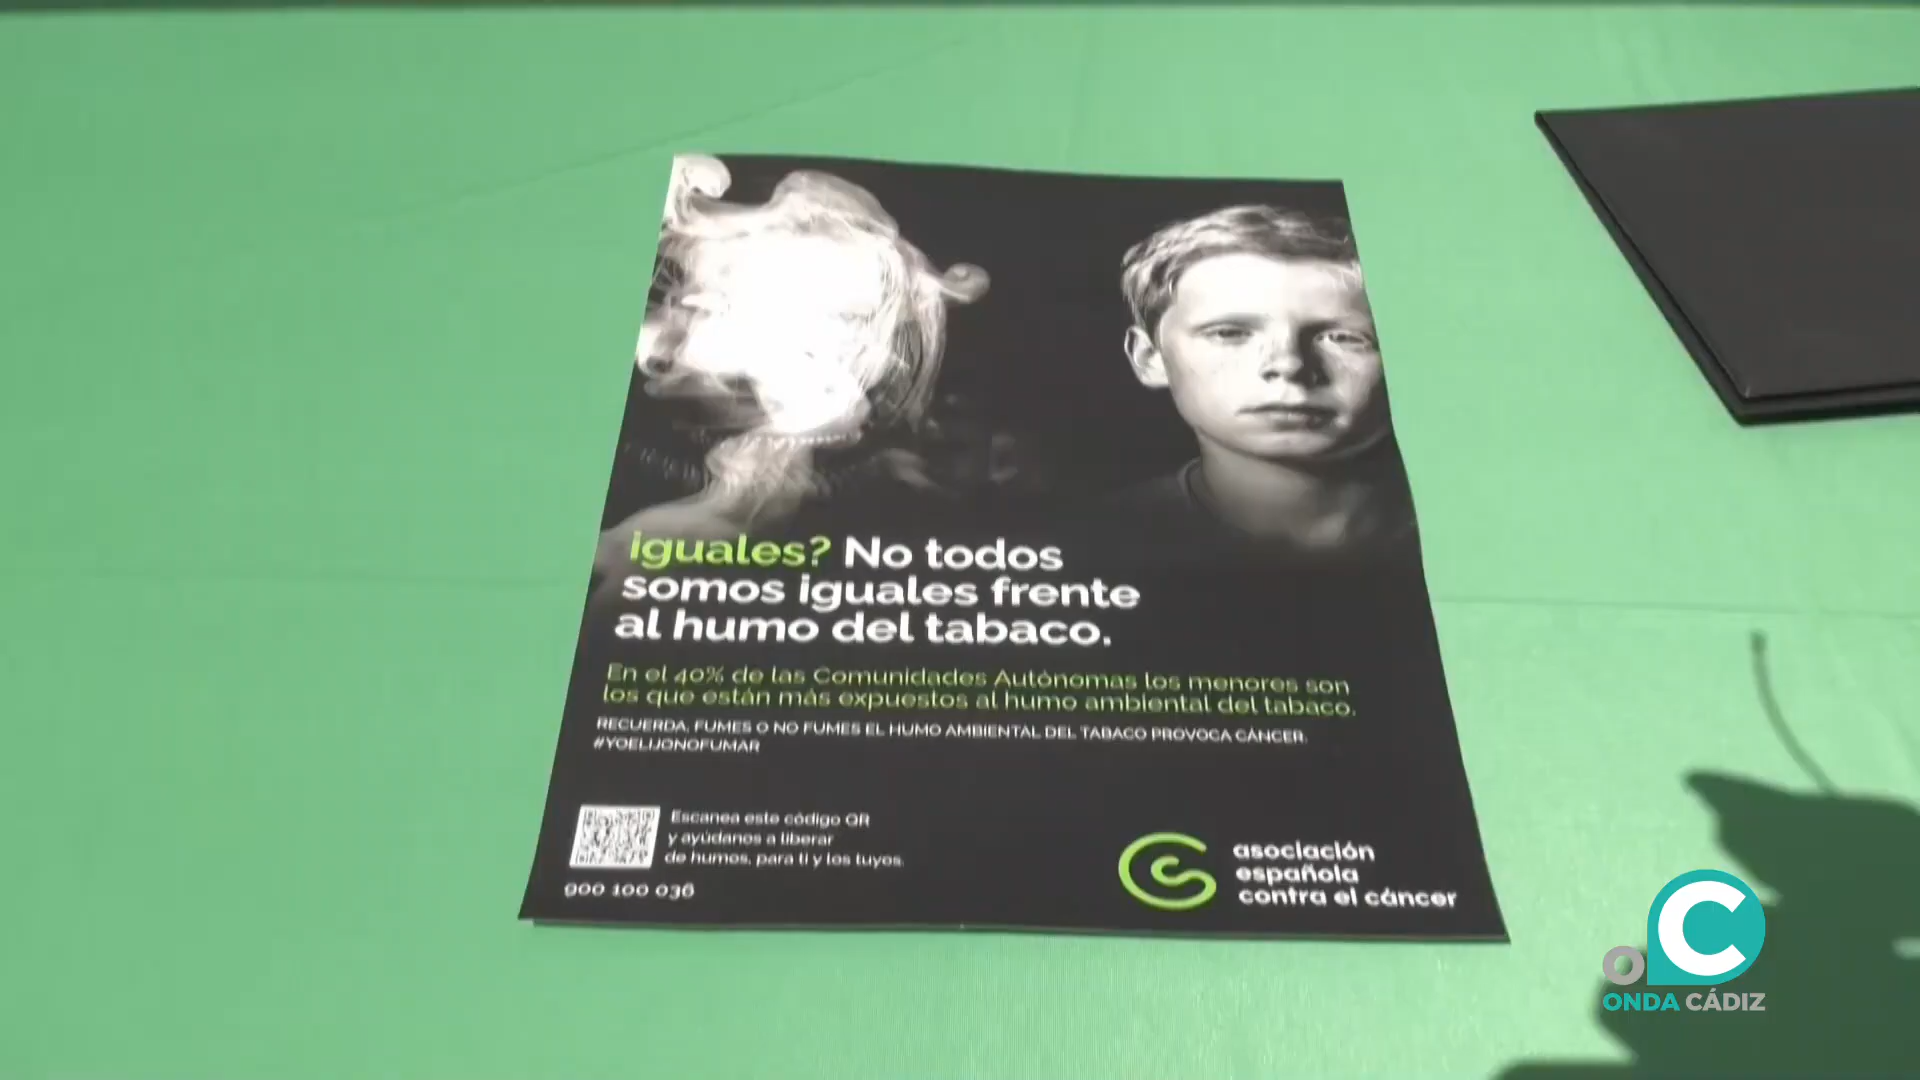 iguales? No todos
somos iguales frente
al humo del tabaco.
En el 40% de las Comunidades Autónomas los menores son
los que están más expuestos al humo ambiental del tabaco.
RECUERDA, FUMES O NO FUMES EL HUMO AMBIENTAL DEL TABACO PROVOCA CÁNCER.
#YOELIJONOFUMAR
Escanea este código QR
y ayúdanos a liberar
de humos, para ti y los tuyos.
900 100 036
asociación
española
contra el cáncer
OC
ONDA CÁDIZ